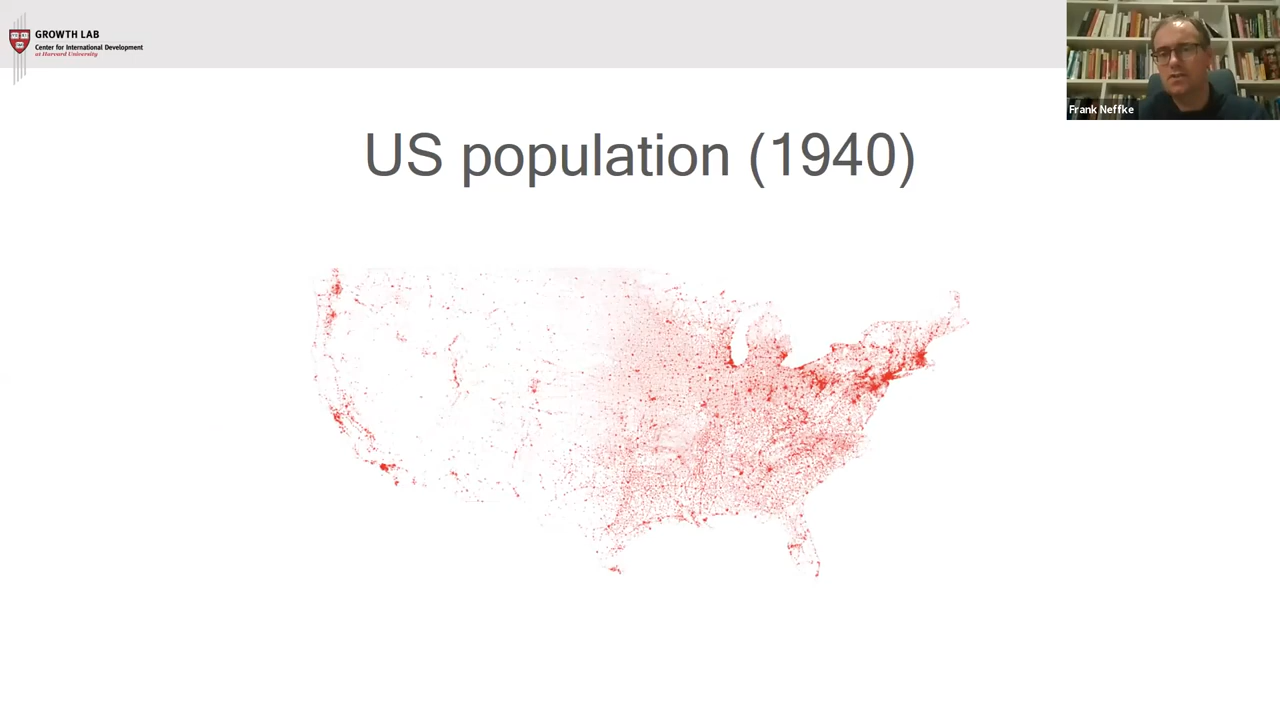 GROWTH LAB
Center for International Development
at Harvard University
Frank Neffke
US population (1940)